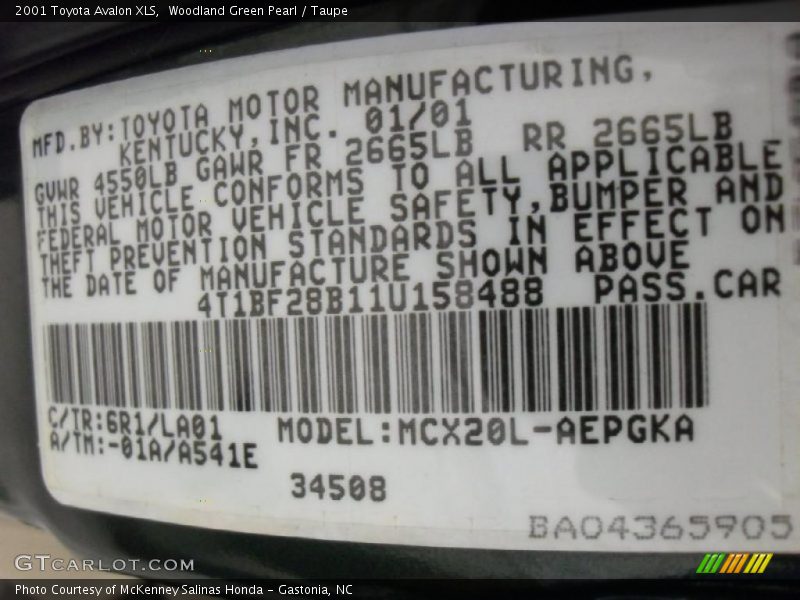 2001 Toyota Avalon XLS,  Woodland Green Pearl / Taupe
MFD.BY:TOYOTA MOTOR MANUFACTURING,
KENTUCKY,INC. 01/01
GVWR 4550LB GAWR FR 2665LB RR 2665LB
THIS VEHICLE CONFORMS TO ALL APPLICABLE
FEDERAL MOTOR VEHICLE SAFETY,BUMPER AND
THEFT PREVENTION STANDARDS IN EFFECT ON
THE DATE OF MANUFACTURE SHOWN ABOVE
4T1BF28B11U158488 PASS.CAR
C/TR:6R1/LA01 MODEL:MCX20L-AEPGKA
A/TM:-01A/A541E
34508
BA04365905
GTCARLOT.COM
Photo Courtesy of McKenney Salinas Honda - Gastonia, NC